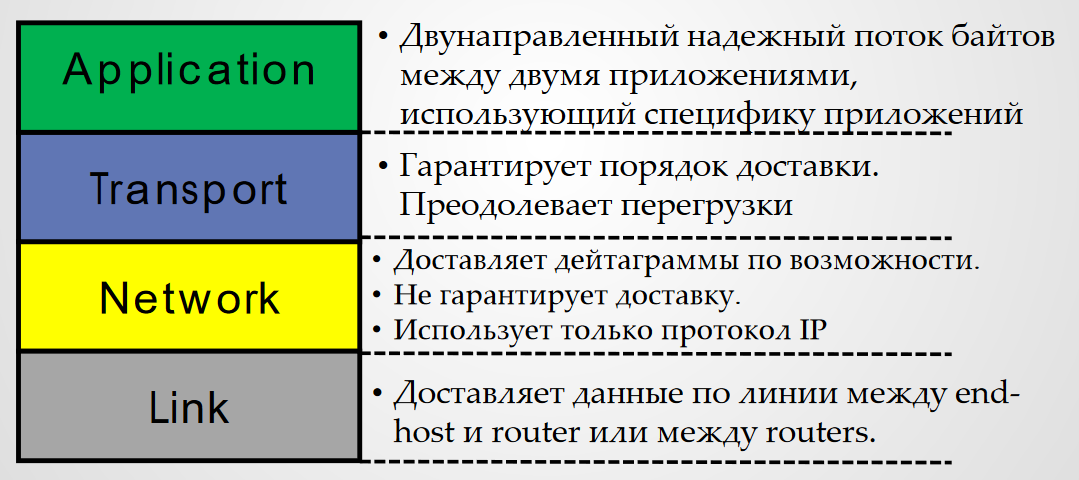 Application
• Двунаправленный надежный поток байтов
между двумя приложениями,
использующий специфику приложений
Transport
• Гарантирует порядок доставки.
Преодолевает перегрузки
Network
• Доставляет дейтаграммы по возможности.
• Не гарантирует доставку.
• Использует только протокол IP
Link
• Доставляет данные по линии между end-
host и router или между routers.